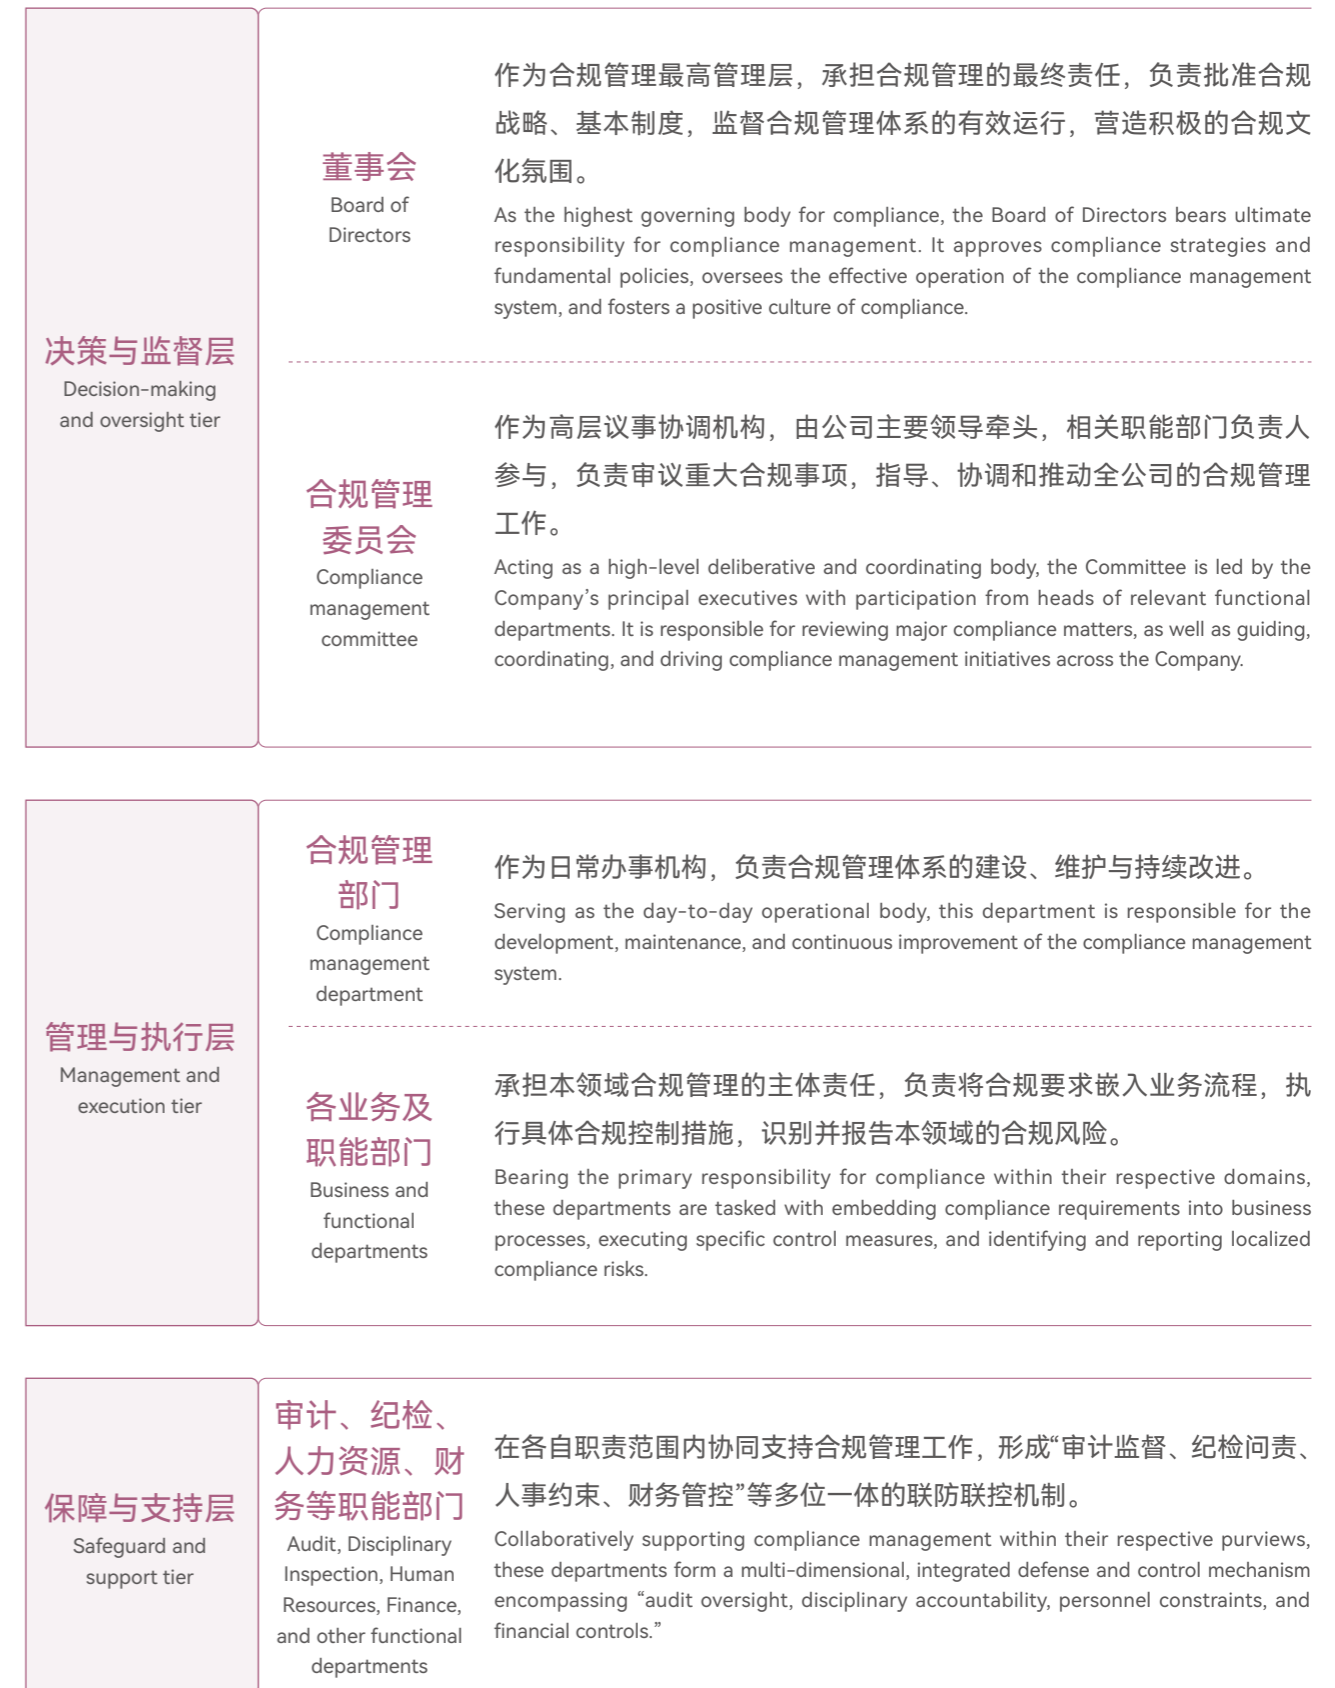 决策与监督层
Decision-making
and oversight tier
董事会
Board of
Directors
作为合规管理最高管理层，承担合规管理的最终责任，负责批准合规
战略、基本制度，监督合规管理体系的有效运行，营造积极的合规文
化氛围。
As the highest governing body for compliance, the Board of Directors bears ultimate
responsibility for compliance management. It approves compliance strategies and
fundamental policies, oversees the effective operation of the compliance management
system, and fosters a positive culture of compliance.
合规管理
委员会
Compliance
management
committee
作为高层议事协调机构，由公司主要领导牵头，相关职能部门负责人
参与，负责审议重大合规事项，指导、协调和推动全公司的合规管理
工作。
Acting as a high-level deliberative and coordinating body, the Committee is led by the
Company’s principal executives with participation from heads of relevant functional
departments. It is responsible for reviewing major compliance matters, as well as guiding,
coordinating, and driving compliance management initiatives across the Company.
管理与执行层
Management and
execution tier
合规管理
部门
Compliance
management
department
作为日常办事机构，负责合规管理体系的建设、维护与持续改进。
Serving as the day-to-day operational body, this department is responsible for the
development, maintenance, and continuous improvement of the compliance management
system.
各业务及
职能部门
Business and
functional
departments
承担本领域合规管理的主体责任，负责将合规要求嵌入业务流程，执
行具体合规控制措施，识别并报告本领域的合规风险。
Bearing the primary responsibility for compliance within their respective domains,
these departments are tasked with embedding compliance requirements into business
processes, executing specific control measures, and identifying and reporting localized
compliance risks.
保障与支持层
Safeguard and
support tier
审计、纪检、
人力资源、财
务等职能部门
Audit, Disciplinary
Inspection, Human
Resources, Finance,
and other functional
departments
在各自职责范围内协同支持合规管理工作，形成“审计监督、纪检问责、
人事约束、财务管控”等多位一体的联防联控机制。
Collaboratively supporting compliance management within their respective purviews,
these departments form a multi-dimensional, integrated defense and control mechanism
encompassing “audit oversight, disciplinary accountability, personnel constraints, and
financial controls.”